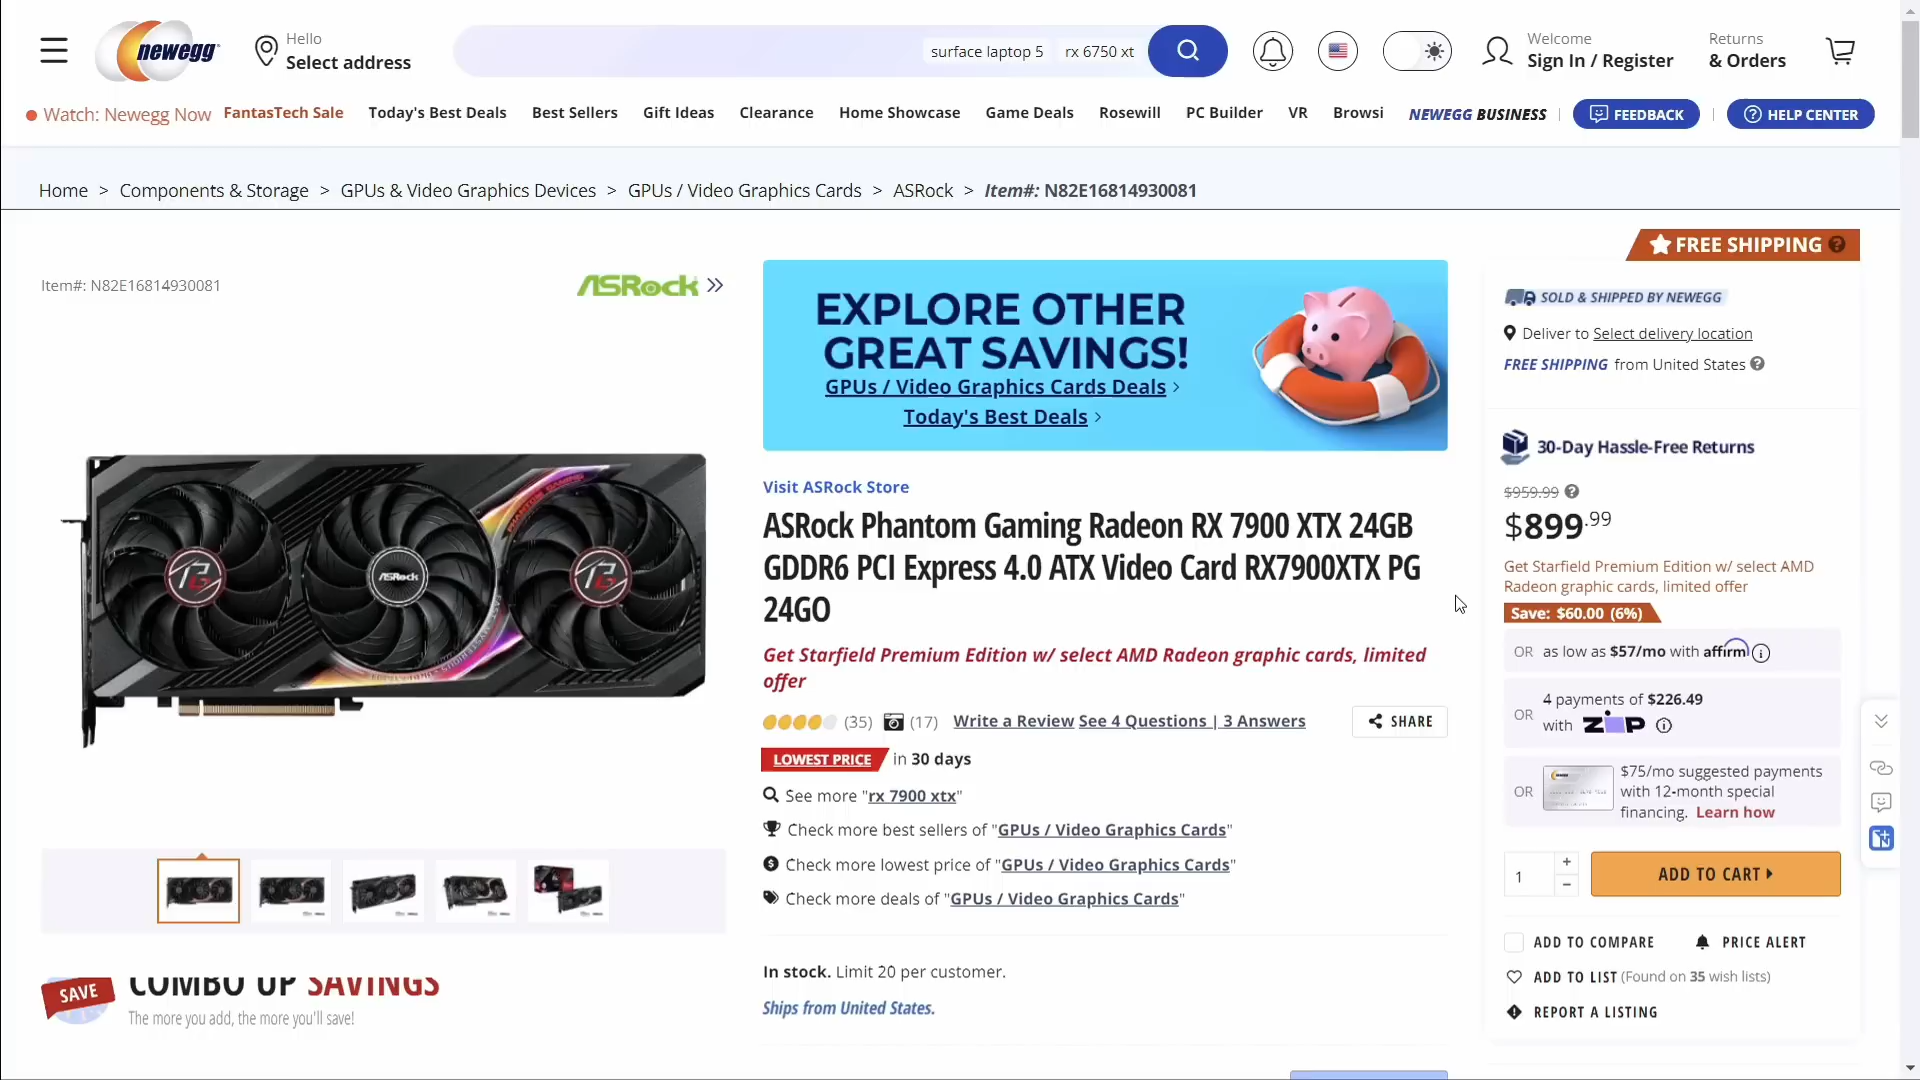 newegg
Hello
Select address
surface laptop 5
rx 6750 xt
Welcome
Sign In / Register
Returns
& Orders
Watch: Newegg Now
FantasTech Sale
Today's Best Deals
Best Sellers
Gift Ideas
Clearance
Home Showcase
Game Deals
Rosewill
PC Builder
VR
Browsi
NEWEGG BUSINESS
FEEDBACK
HELP CENTER
Home > Components & Storage > GPUs & Video Graphics Devices > GPUs / Video Graphics Cards > ASRock > Item#: N82E16814930081
FREE SHIPPING ?
Item#: N82E16814930081
ASRock
EXPLORE OTHER
GREAT SAVINGS!
GPUs / Video Graphics Cards Deals
Today's Best Deals
SOLD & SHIPPED BY NEWEGG
Deliver to Select delivery location
FREE SHIPPING from United States ?
30-Day Hassle-Free Returns
$959.99 ?
$899.99
Get Starfield Premium Edition w/ select AMD
Radeon graphic cards, limited offer
Save: $60.00 (6%)
OR as low as $57/mo with affirm
OR 4 payments of $226.49
with ZIP
OR $75/mo suggested payments
with 12-month special
financing. Learn how
1
+
−
ADD TO CART
ADD TO COMPARE
PRICE ALERT
ADD TO LIST (Found on 35 wish lists)
REPORT A LISTING
Visit ASRock Store
ASRock Phantom Gaming Radeon RX 7900 XTX 24GB
GDDR6 PCI Express 4.0 ATX Video Card RX7900XTX PG
24GO
Get Starfield Premium Edition w/ select AMD Radeon graphic cards, limited
offer
(35) (17) Write a Review See 4 Questions | 3 Answers
SHARE
LOWEST PRICE in 30 days
See more "rx 7900 xtx"
Check more best sellers of "GPUs / Video Graphics Cards"
Check more lowest price of "GPUs / Video Graphics Cards"
Check more deals of "GPUs / Video Graphics Cards"
In stock. Limit 20 per customer.
Ships from United States.
PHANTOM GAMING
ASRock
SAVE
COMBO UP SAVINGS
The more you add, the more you'll save!